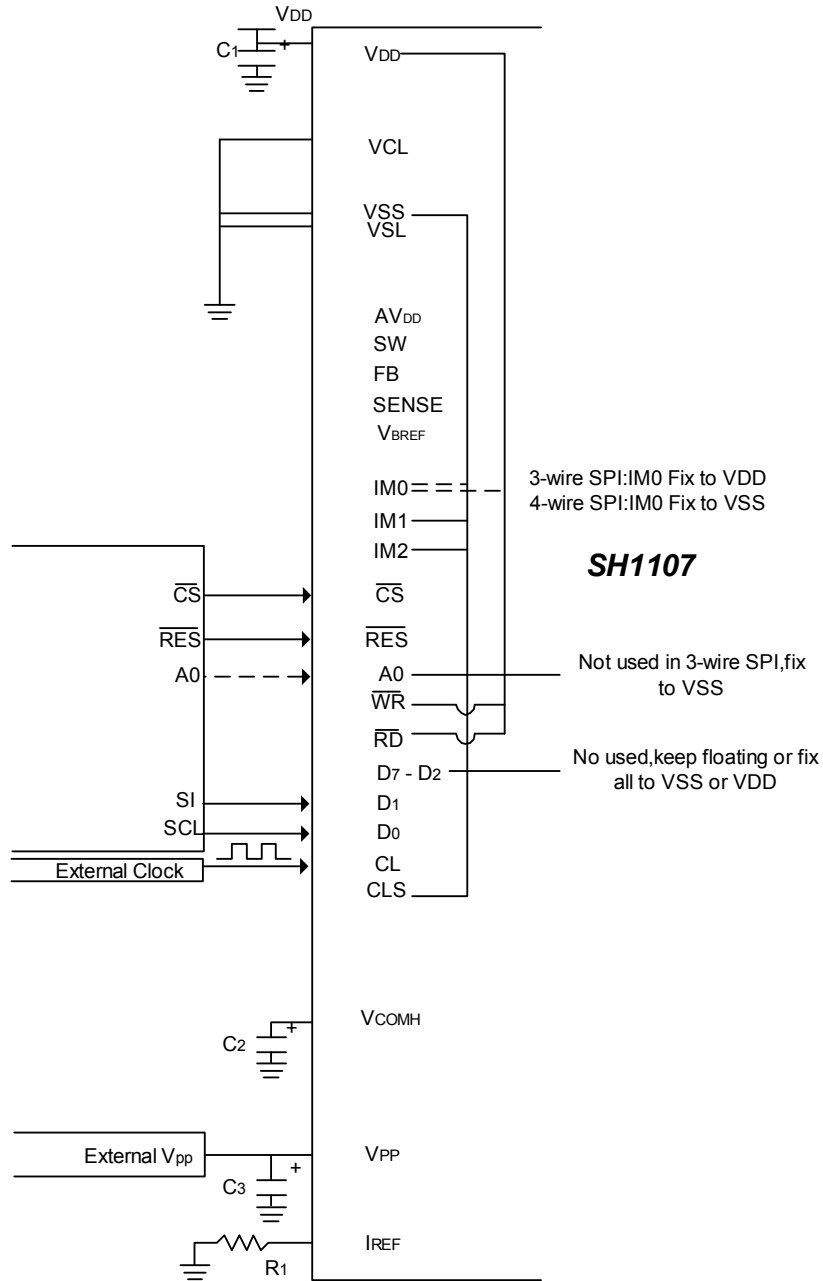 VDD
C1
+
VDD
VCL
VSS
VSL
AVDD
SW
FB
SENSE
VBREF
IM0
3-wire SPI:IM0 Fix to VDD
4-wire SPI:IM0 Fix to VSS
IM1
IM2
SH1107
CS
CS
RES
RES
A0
A0
Not used in 3-wire SPI,fix
to VSS
WR
RD
D7 - D2
No used,keep floating or fix
all to VSS or VDD
SI
D1
SCL
D0
External Clock
CL
CLS
VCOMH
+
C2
External Vpp
VPP
+
C3
IREF
R1